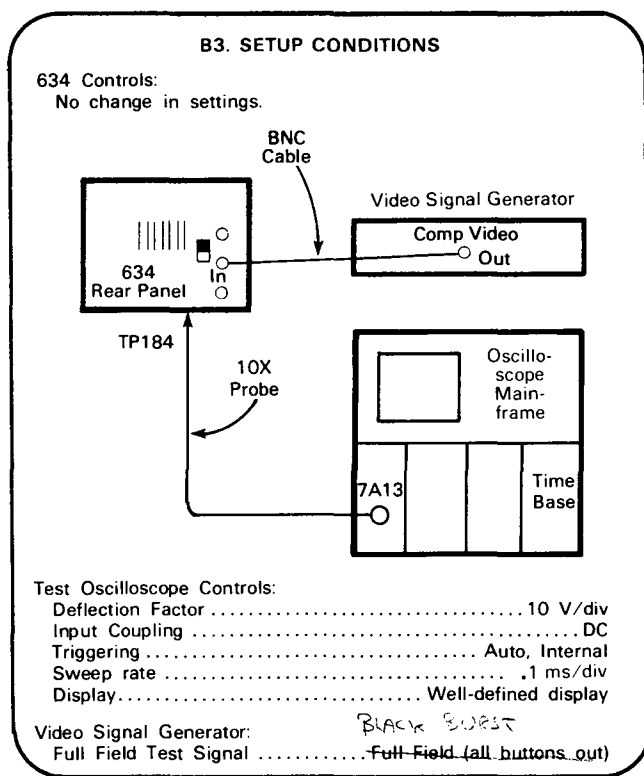 B3. SETUP CONDITIONS
634 Controls:
No change in settings.
BNC
Cable
Video Signal Generator
Comp Video
Out
634
Rear Panel
In
TP184
10X
Probe
Oscillo-
scope
Main-
frame
7A13
Time
Base
Test Oscilloscope Controls:
Deflection Factor .................................. 10 V/div
Input Coupling .......................................... DC
Triggering ............................. Auto, Internal
Sweep rate ..................................... .1 ms/div
Display .............................. Well-defined display
Video Signal Generator:
BLACK BURST
Full Field Test Signal ........... Full Field (all buttons out)